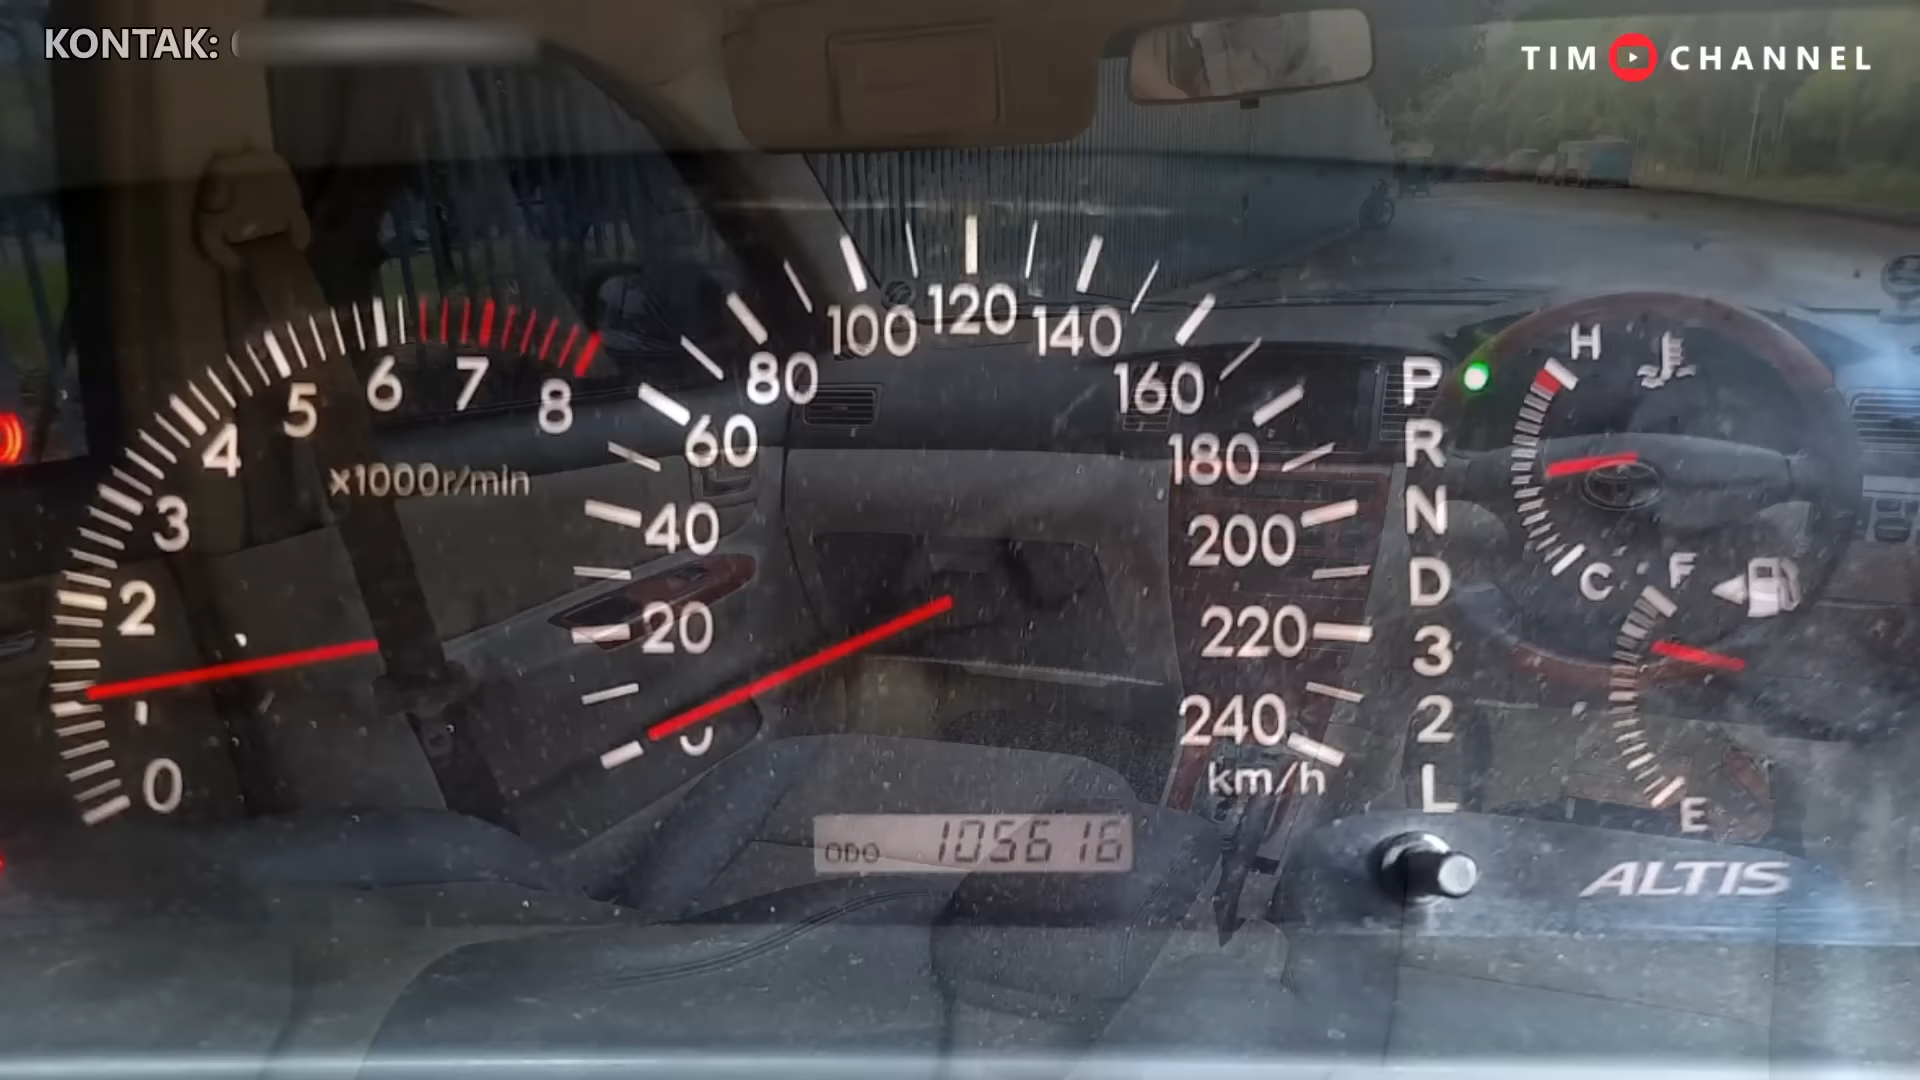 KONTAK:
TIM CHANNEL
0 1 2 3 4 5 6 7 8
x1000r/min
0 20 40 60 80 100 120 140 160 180 200 220 240
km/h
ODO 105616
P
R
N
D
3
2
L
H
C
F
E
ALTIS